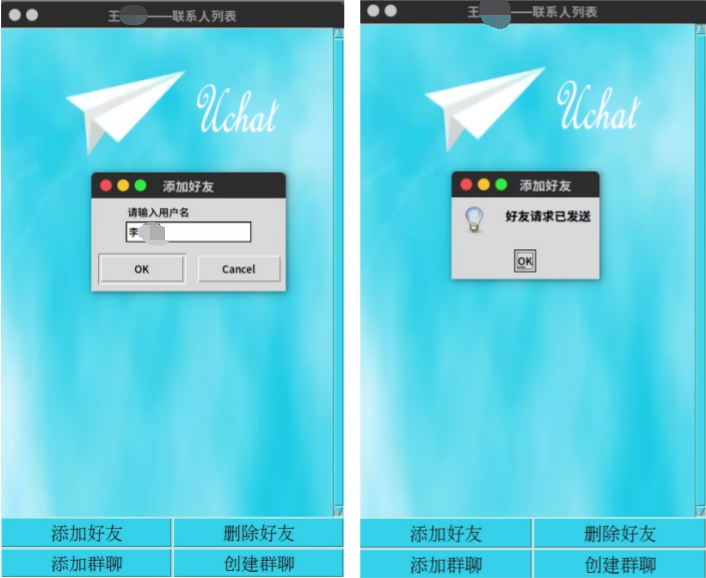 王 ——联系人列表
Uchat
添加好友
请输入用户名
李
OK Cancel
添加好友 删除好友
添加群聊 创建群聊
王 ——联系人列表
Uchat
添加好友
好友请求已发送
OK
添加好友 删除好友
添加群聊 创建群聊